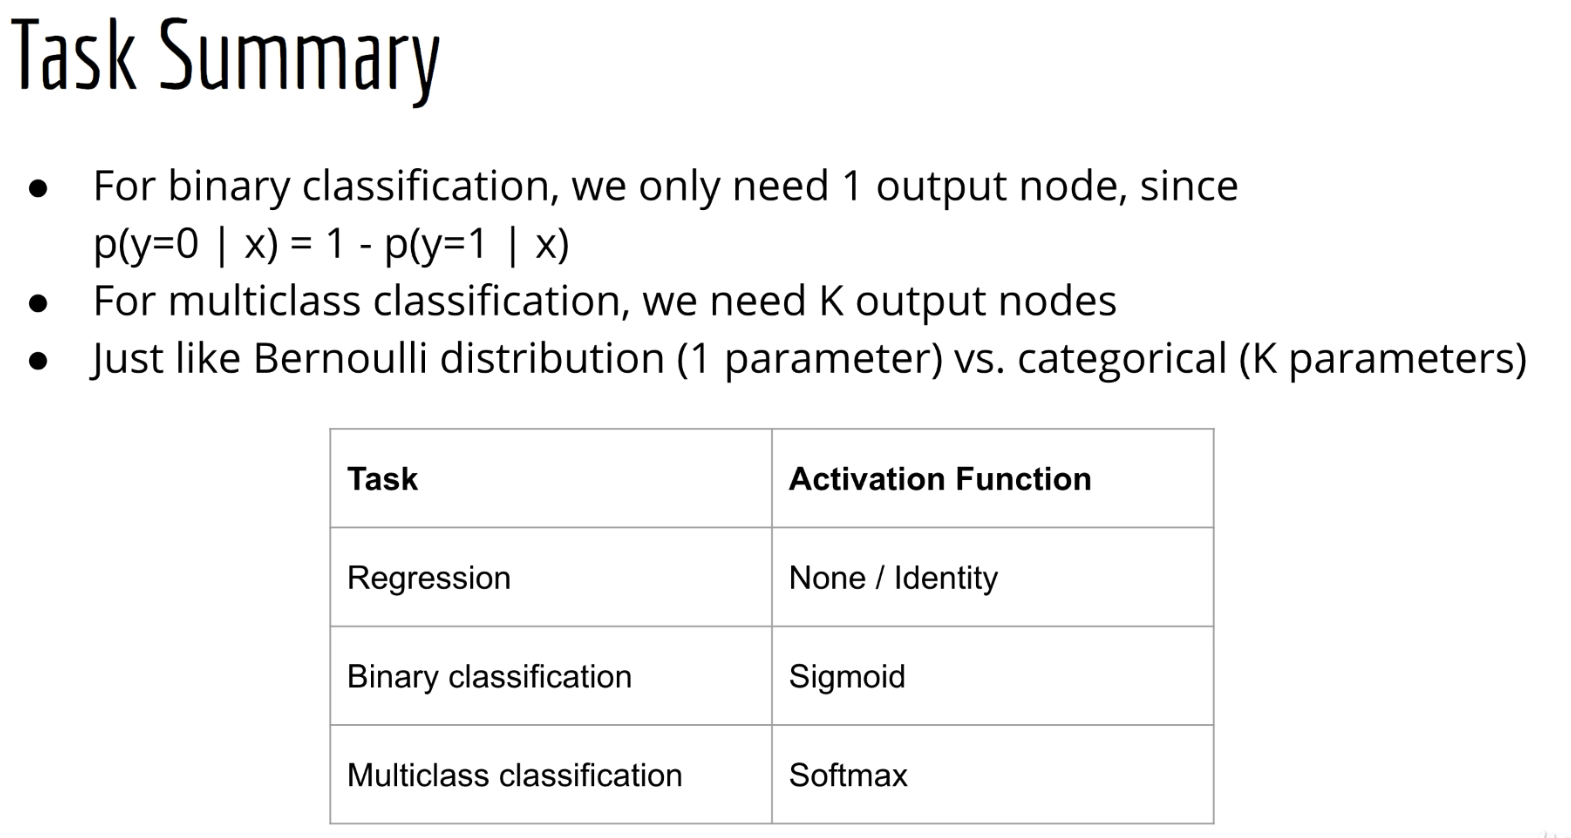 Task Summary
● For binary classification, we only need 1 output node, since
p(y=0 | x) = 1 - p(y=1 | x)
● For multiclass classification, we need K output nodes
● Just like Bernoulli distribution (1 parameter) vs. categorical (K parameters)
Task Activation Function
Regression None / Identity
Binary classification Sigmoid
Multiclass classification Softmax